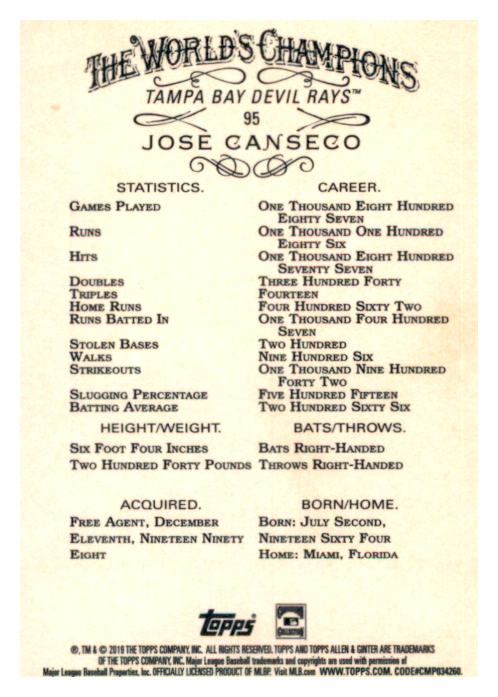 THE WORLD'S CHAMPIONS
TAMPA BAY DEVIL RAYS™
95
JOSE CANSECO
STATISTICS. CAREER.
GAMES PLAYED ONE THOUSAND EIGHT HUNDRED
EIGHTY SEVEN
RUNS ONE THOUSAND ONE HUNDRED
EIGHTY SIX
HITS ONE THOUSAND EIGHT HUNDRED
SEVENTY SEVEN
DOUBLES THREE HUNDRED FORTY
TRIPLES FOURTEEN
HOME RUNS FOUR HUNDRED SIXTY TWO
RUNS BATTED IN ONE THOUSAND FOUR HUNDRED
SEVEN
STOLEN BASES TWO HUNDRED
WALKS NINE HUNDRED SIX
STRIKEOUTS ONE THOUSAND NINE HUNDRED
FORTY TWO
SLUGGING PERCENTAGE FIVE HUNDRED FIFTEEN
BATTING AVERAGE TWO HUNDRED SIXTY SIX
HEIGHT/WEIGHT. BATS/THROWS.
SIX FOOT FOUR INCHES BATS RIGHT-HANDED
TWO HUNDRED FORTY POUNDS THROWS RIGHT-HANDED
ACQUIRED. BORN/HOME.
FREE AGENT, DECEMBER BORN: JULY SECOND,
ELEVENTH, NINETEEN NINETY NINETEEN SIXTY FOUR
EIGHT HOME: MIAMI, FLORIDA
Topps
®, TM & © 2019 THE TOPPS COMPANY, INC. ALL RIGHTS RESERVED. TOPPS AND TOPPS ALLEN & GINTER ARE TRADEMARKS
OF THE TOPPS COMPANY, INC. Major League Baseball trademarks and copyrights are used with permission of
Major League Baseball Properties, Inc. OFFICIALLY LICENSED PRODUCT OF MLBP. Visit MLB.com WWW.TOPPS.COM. CODE#CMP034260.